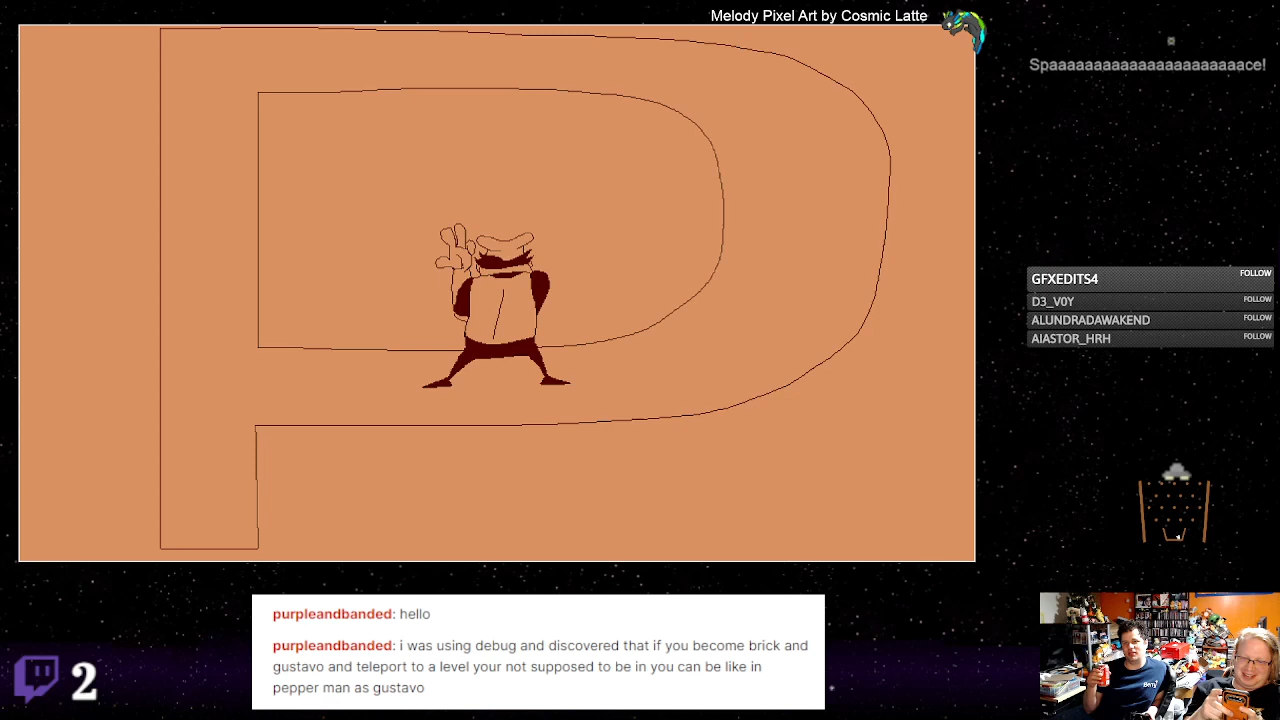 Melody Pixel Art by Cosmic Latte
Spaaaaaaaaaaaaaaaaaaaaaace!
GFXEDITS4 FOLLOW
D3_V0Y FOLLOW
ALUNDRADAWAKEND FOLLOW
AIASTOR_HRH FOLLOW
purpleandbanded: hello
purpleandbanded: i was using debug and discovered that if you become brick and
gustavo and teleport to a level your not supposed to be in you can be like in
pepper man as gustavo
2